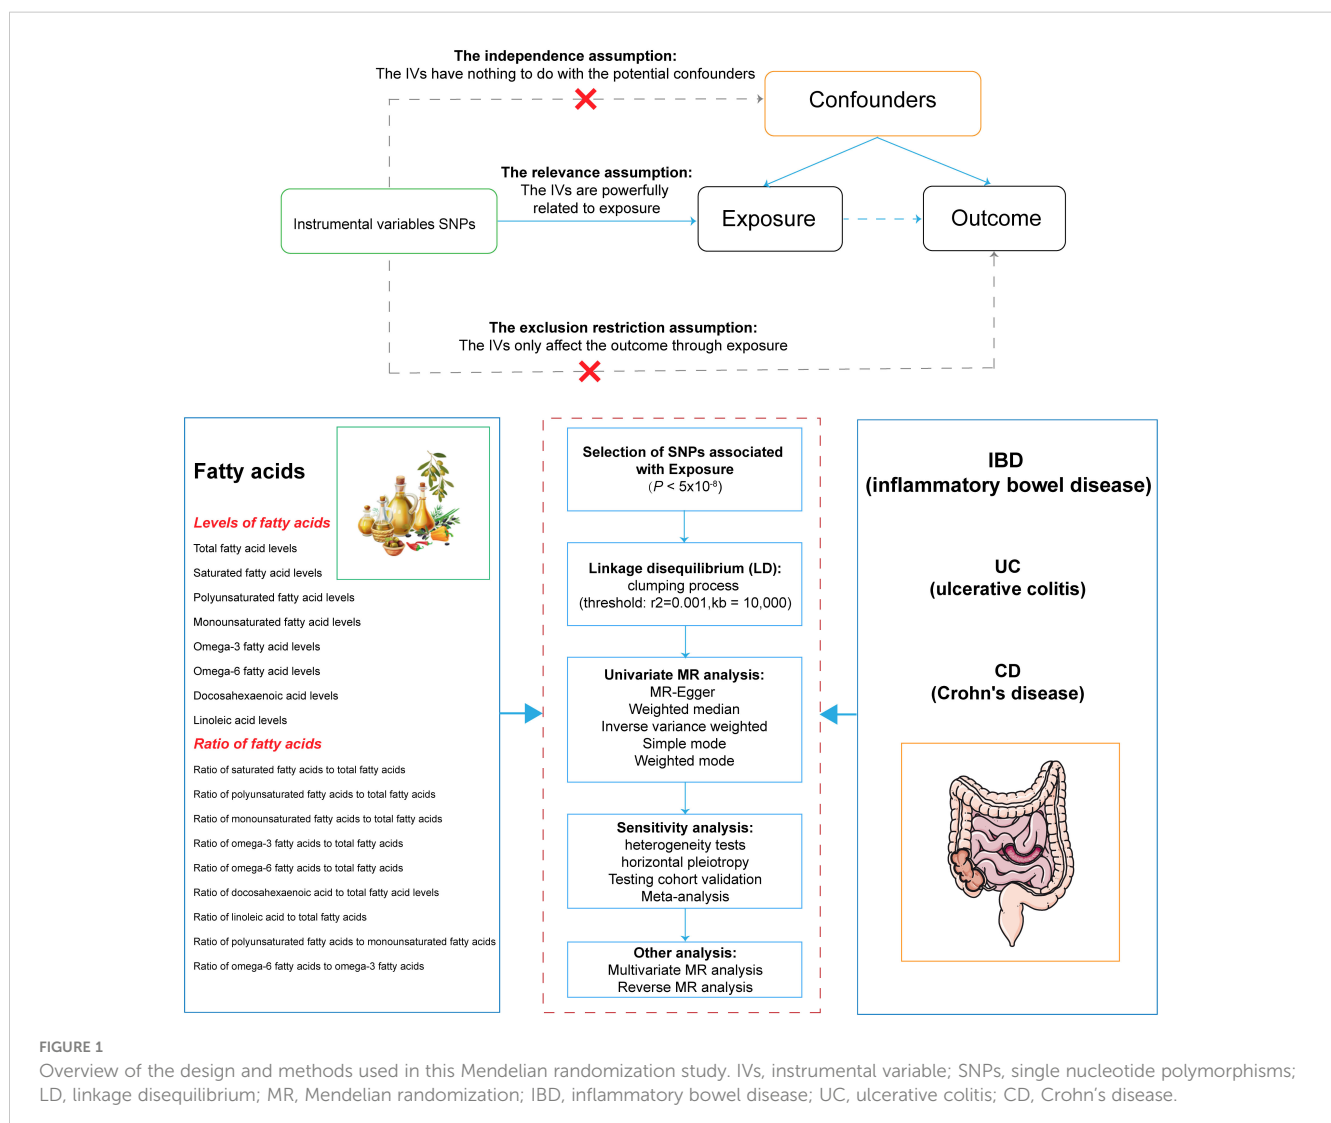 The independence assumption:
The IVs have nothing to do with the potential confounders
Confounders
The relevance assumption:
The IVs are powerfully
related to exposure
Instrumental variables SNPs
Exposure
Outcome
The exclusion restriction assumption:
The IVs only affect the outcome through exposure
Fatty acids
Levels of fatty acids
Total fatty acid levels
Saturated fatty acid levels
Polyunsaturated fatty acid levels
Monounsaturated fatty acid levels
Omega-3 fatty acid levels
Omega-6 fatty acid levels
Docosahexaenoic acid levels
Linoleic acid levels
Ratio of fatty acids
Ratio of saturated fatty acids to total fatty acids
Ratio of polyunsaturated fatty acids to total fatty acids
Ratio of monounsaturated fatty acids to total fatty acids
Ratio of omega-3 fatty acids to total fatty acids
Ratio of omega-6 fatty acids to total fatty acids
Ratio of docosahexaenoic acid to total fatty acid levels
Ratio of linoleic acid to total fatty acids
Ratio of polyunsaturated fatty acids to monounsaturated fatty acids
Ratio of omega-6 fatty acids to omega-3 fatty acids
Selection of SNPs associated
with Exposure
(P < 5x10⁻⁸)
Linkage disequilibrium (LD):
clumping process
(threshold: r2=0.001,kb = 10,000)
Univariate MR analysis:
MR-Egger
Weighted median
Inverse variance weighted
Simple mode
Weighted mode
Sensitivity analysis:
heterogeneity tests
horizontal pleiotropy
Testing cohort validation
Meta-analysis
Other analysis:
Multivariate MR analysis
Reverse MR analysis
IBD
(inflammatory bowel disease)
UC
(ulcerative colitis)
CD
(Crohn's disease)
FIGURE 1
Overview of the design and methods used in this Mendelian randomization study. IVs, instrumental variable; SNPs, single nucleotide polymorphisms;
LD, linkage disequilibrium; MR, Mendelian randomization; IBD, inflammatory bowel disease; UC, ulcerative colitis; CD, Crohn's disease.